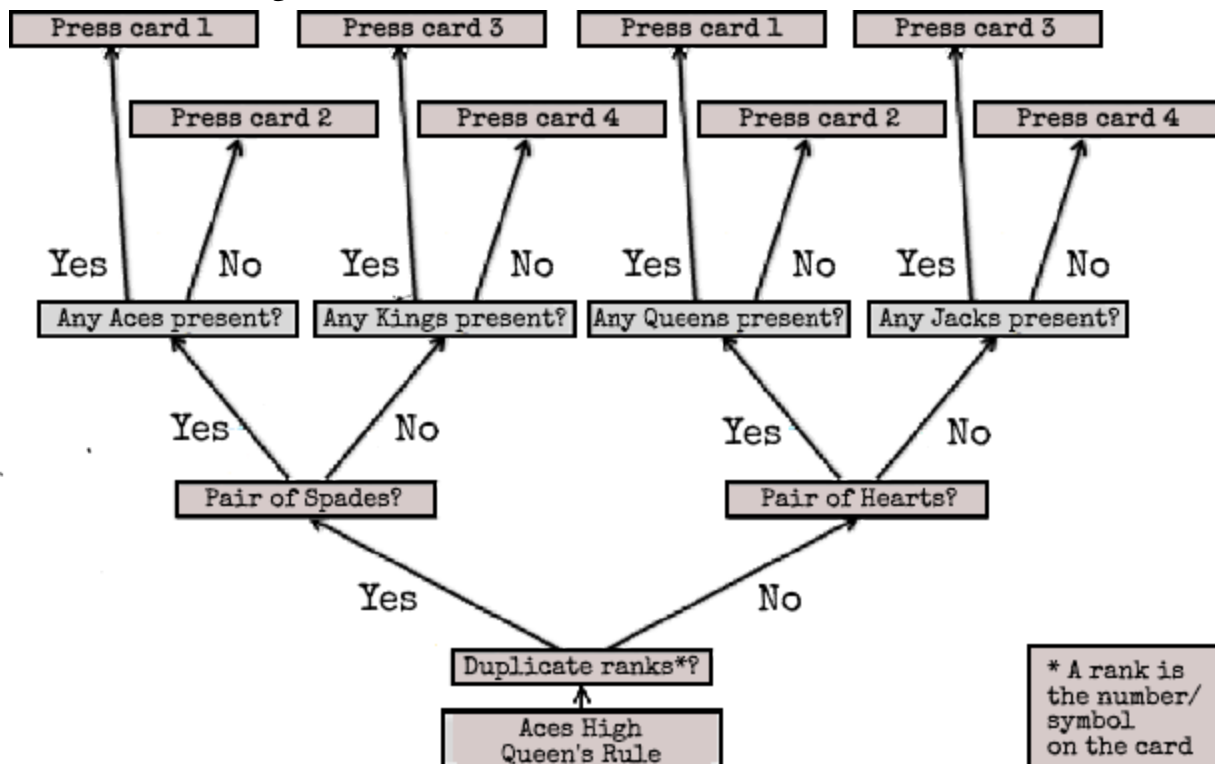 Press card 1
Press card 3
Press card 1
Press card 3
Press card 2
Press card 4
Press card 2
Press card 4
Yes
No
Yes
No
Yes
No
Yes
No
Any Aces present?
Any Kings present?
Any Queens present?
Any Jacks present?
Yes
No
Yes
No
Pair of Spades?
Pair of Hearts?
Yes
No
Duplicate ranks*?
Aces High
Queen's Rule
* A rank is
the number/
symbol
on the card